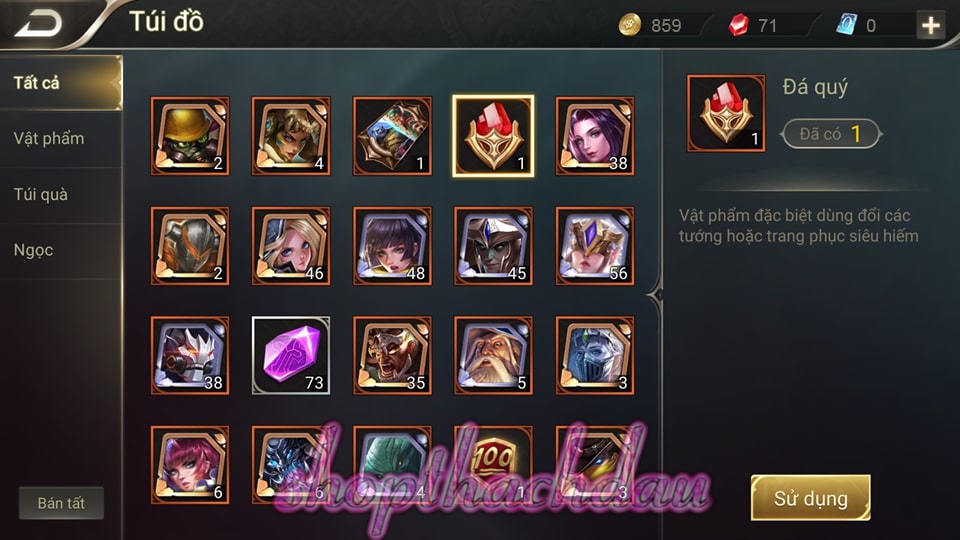 Túi đồ
859
71
0
Tất cả
Vật phẩm
Túi quà
Ngọc
Bán tất
2
4
1
1
38
2
46
48
45
56
38
73
35
5
3
6
6
4
100
1
3
shopthachdau
1
Đá quý
Đã có 1
Vật phẩm đặc biệt dùng đổi các
tướng hoặc trang phục siêu hiếm
Sử dụng